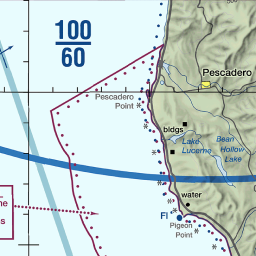 100
60
Pescadero
Pescadero
Point
bldgs
Lake
Lucerne
Bean
Hollow
Lake
water
Fl
Pigeon
Point